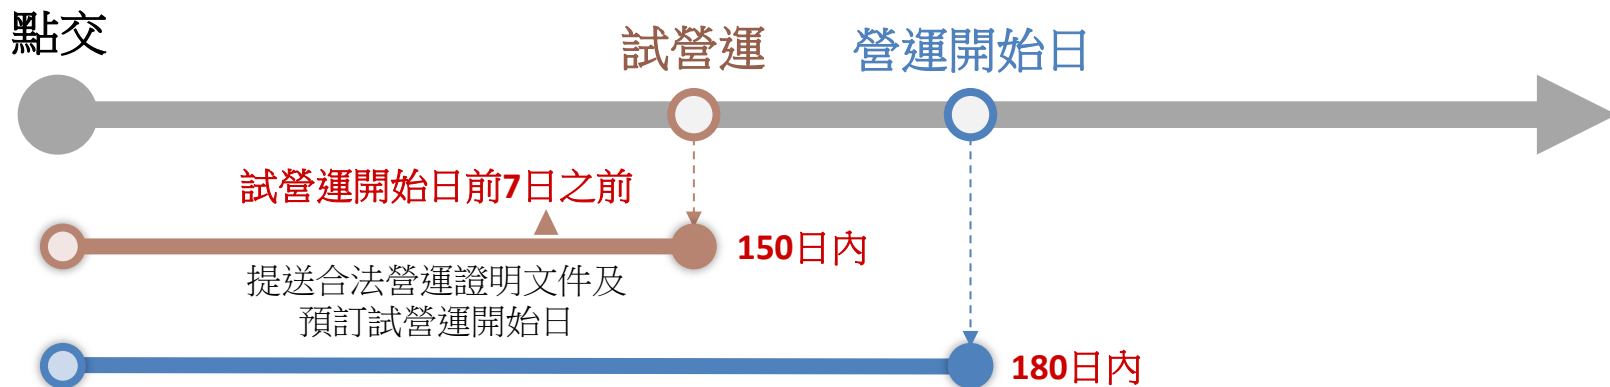 點交
試營運
營運開始日
試營運開始日前7日之前
150日內
提送合法營運證明文件及
預訂試營運開始日
180日內